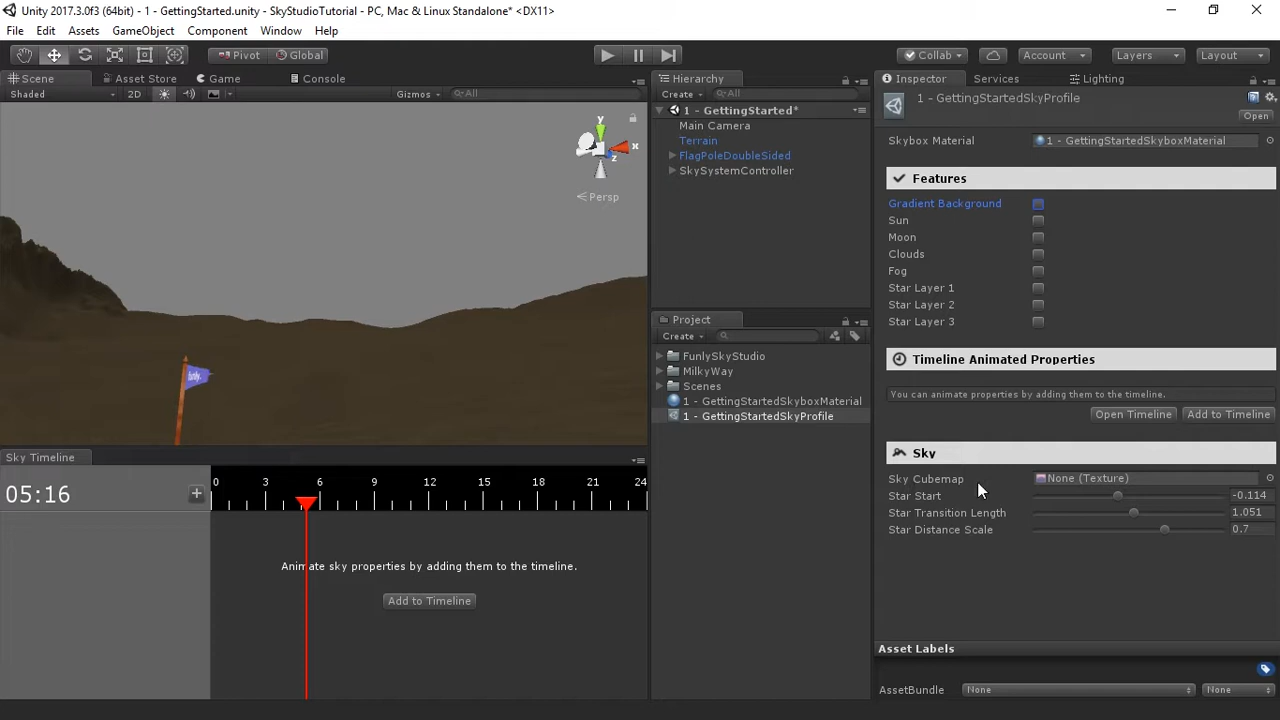 Unity 2017.3.0f3 (64bit) - 1 - GettingStarted.unity - SkyStudioTutorial - PC, Mac & Linux Standalone* <DX11>
File Edit Assets GameObject Component Window Help
Pivot Global Collab Account Layers Layout
Scene Asset Store Game Console
Shaded 2D Gizmos All
y x z
Persp
funly.
Hierarchy
Create All
1 - GettingStarted*
Main Camera
Terrain
FlagPoleDoubleSided
SkySystemController
Project
Create
FunlySkyStudio
MilkyWay
Scenes
1 - GettingStartedSkyboxMaterial
1 - GettingStartedSkyProfile
Sky Timeline
05:16
0 3 6 9 12 15 18 21 24
Animate sky properties by adding them to the timeline.
Add to Timeline
Inspector Services Lighting
1 - GettingStartedSkyProfile
Open
Skybox Material 1 - GettingStartedSkyboxMaterial
Features
Gradient Background
Sun
Moon
Clouds
Fog
Star Layer 1
Star Layer 2
Star Layer 3
Timeline Animated Properties
You can animate properties by adding them to the timeline.
Open Timeline Add to Timeline
Sky
Sky Cubemap None (Texture)
Star Start -0.114
Star Transition Length 1.051
Star Distance Scale 0.7
Asset Labels
AssetBundle None None